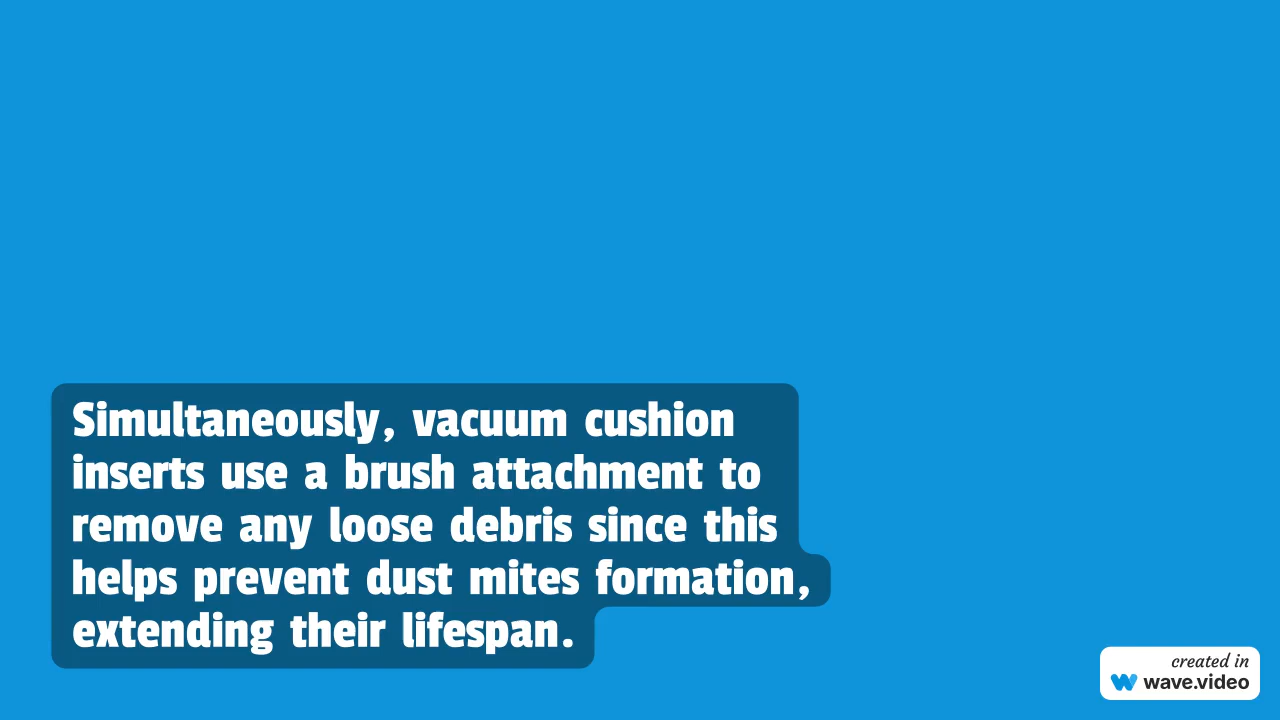 Simultaneously, vacuum cushion
inserts use a brush attachment to
remove any loose debris since this
helps prevent dust mites formation,
extending their lifespan.
created in
wave.video